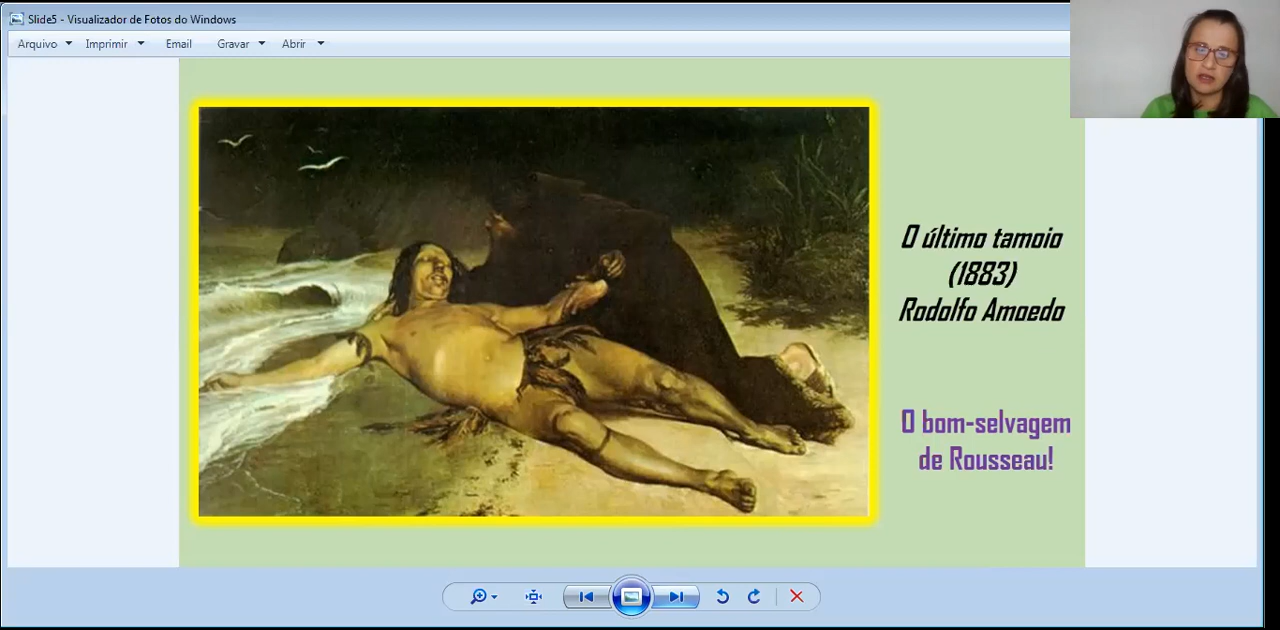 Slide5 - Visualizador de Fotos do Windows
Arquivo Imprimir Email Gravar Abrir
O último tamoio
(1883)
Rodolfo Amoedo
O bom-selvagem
de Rousseau!